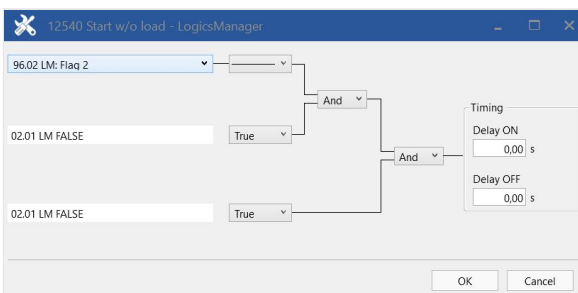 12540 Start w/o load - LogicsManager
96.02 LM: Flag 2
And
Timing
Delay ON
02.01 LM FALSE
True
0,00 s
And
Delay OFF
0,00 s
02.01 LM FALSE
True
OK
Cancel